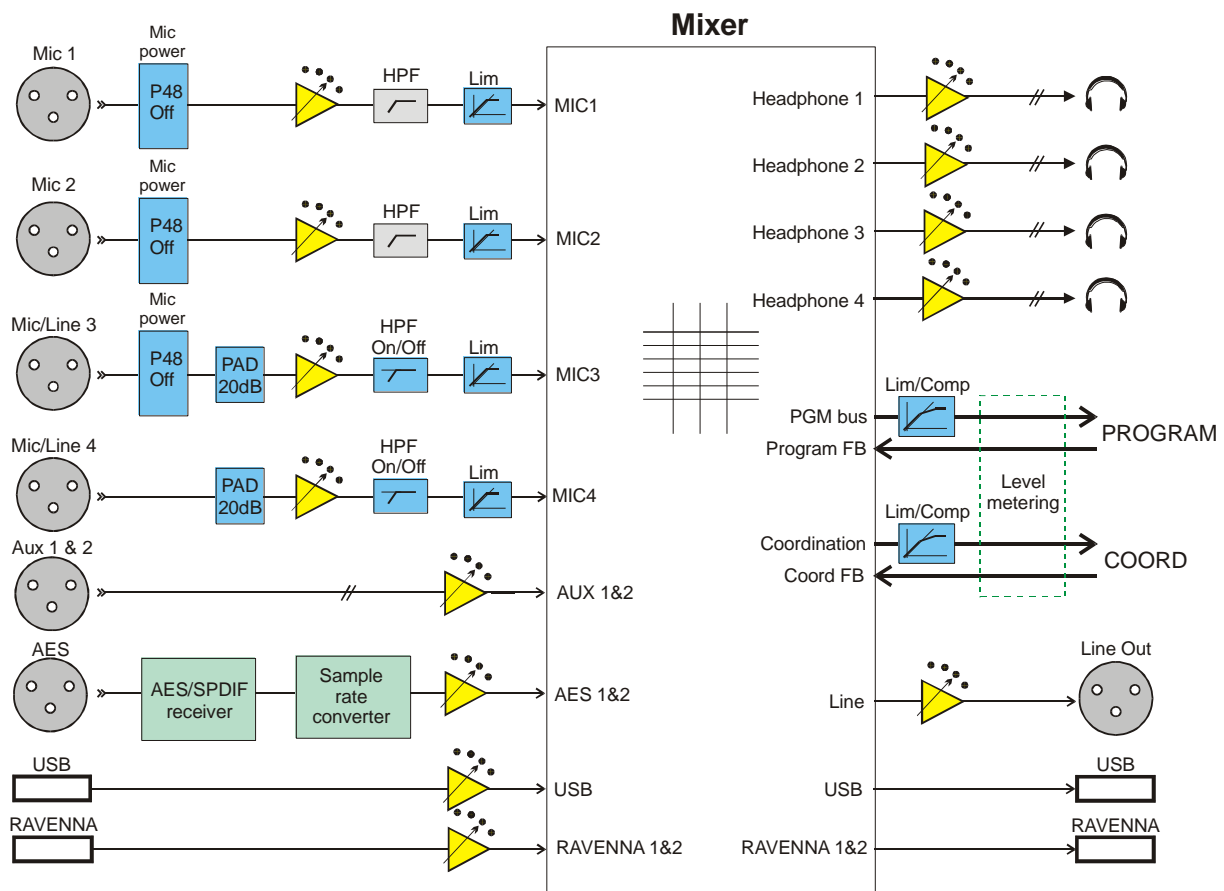 Mixer
Mic 1
Mic
power
P48
Off
HPF
Lim
MIC1
Mic 2
Mic
power
P48
Off
HPF
Lim
MIC2
Mic/Line 3
Mic
power
P48
Off
PAD
20dB
HPF
On/Off
Lim
MIC3
Mic/Line 4
PAD
20dB
HPF
On/Off
Lim
MIC4
Aux 1 & 2
AUX 1&2
AES
AES/SPDIF
receiver
Sample
rate
converter
AES 1&2
USB
USB
RAVENNA
RAVENNA 1&2
Headphone 1
Headphone 2
Headphone 3
Headphone 4
Lim/Comp
PGM bus
Program FB
PROGRAM
Level
metering
Lim/Comp
Coordination
Coord FB
COORD
Line
Line Out
USB
USB
RAVENNA 1&2
RAVENNA